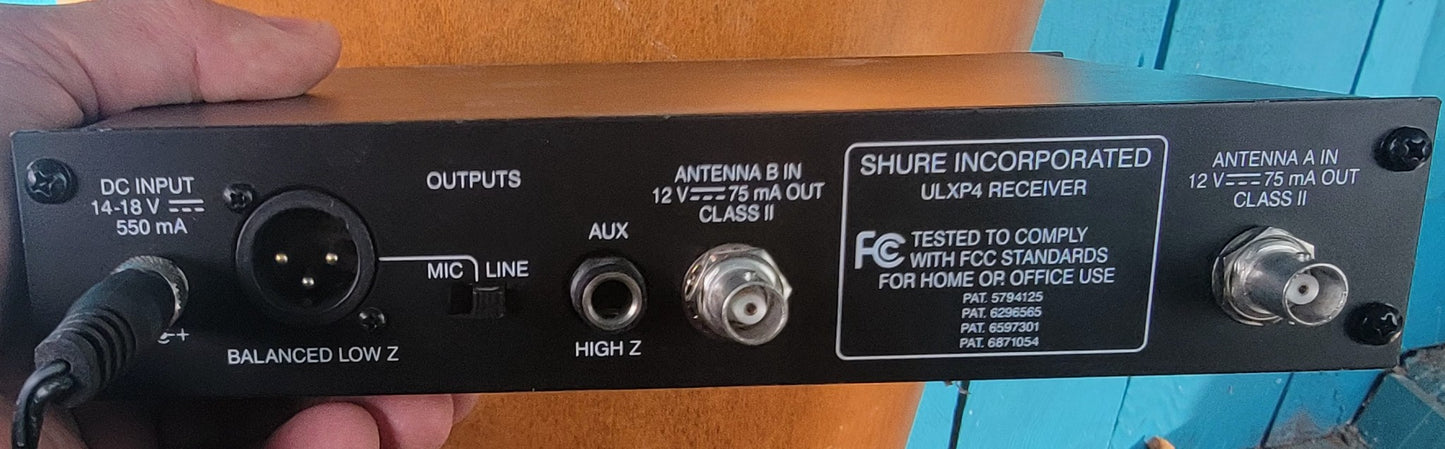 DC INPUT
14-18 V
550 mA
+
BALANCED LOW Z
OUTPUTS
MIC LINE
AUX
HIGH Z
ANTENNA B IN
12 V 75 mA OUT
CLASS II
SHURE INCORPORATED
ULXP4 RECEIVER
FC TESTED TO COMPLY
WITH FCC STANDARDS
FOR HOME OR OFFICE USE
PAT. 5794125
PAT. 6296565
PAT. 6597301
PAT. 6871054
ANTENNA A IN
12 V 75 mA OUT
CLASS II